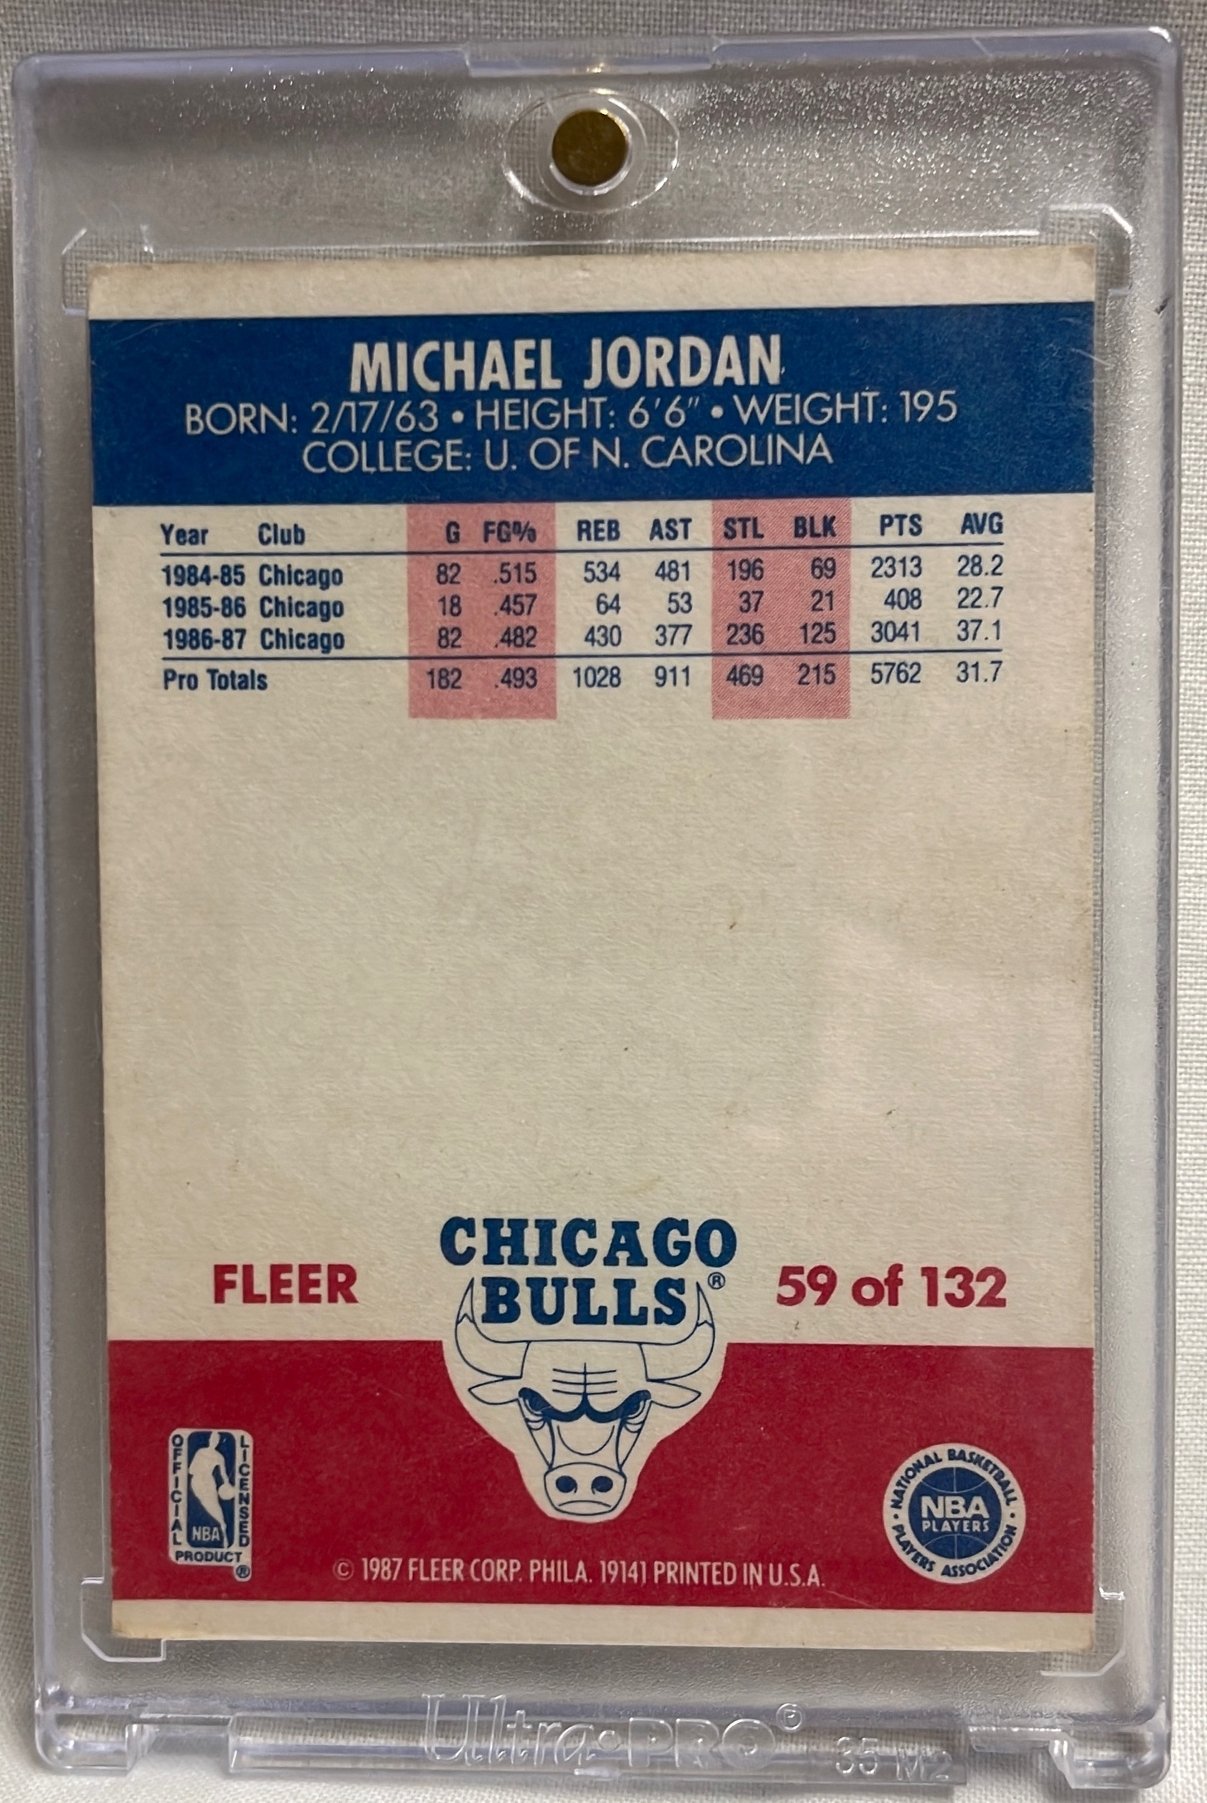 MICHAEL JORDAN
BORN: 2/17/63 • HEIGHT: 6'6" • WEIGHT: 195
COLLEGE: U. OF N. CAROLINA
Year Club G FG% REB AST STL BLK PTS AVG
1984-85 Chicago 82 .515 534 481 196 69 2313 28.2
1985-86 Chicago 18 .457 64 53 37 21 408 22.7
1986-87 Chicago 82 .482 430 377 236 125 3041 37.1
Pro Totals 182 .493 1028 911 469 215 5762 31.7
CHICAGO
BULLS®
FLEER
59 of 132
OFFICIAL
LICENSED
NBA
PRODUCT
®
NATIONAL BASKETBALL
NBA
PLAYERS
PLAYERS ASSOCIATION
© 1987 FLEER CORP. PHILA. 19141 PRINTED IN U.S.A.
Ultra•PRO®
35-M2